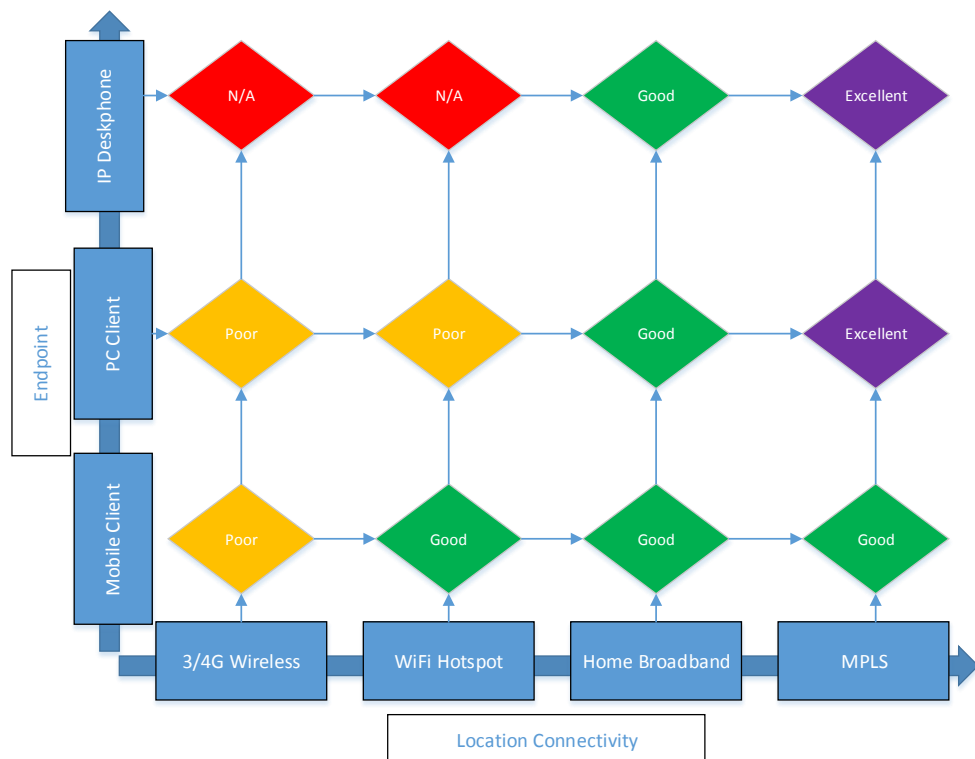 IP Deskphone
N/A
N/A
Good
Excellent
Endpoint
PC Client
Poor
Poor
Good
Excellent
Mobile Client
Poor
Good
Good
Good
3/4G Wireless
WiFi Hotspot
Home Broadband
MPLS
Location Connectivity